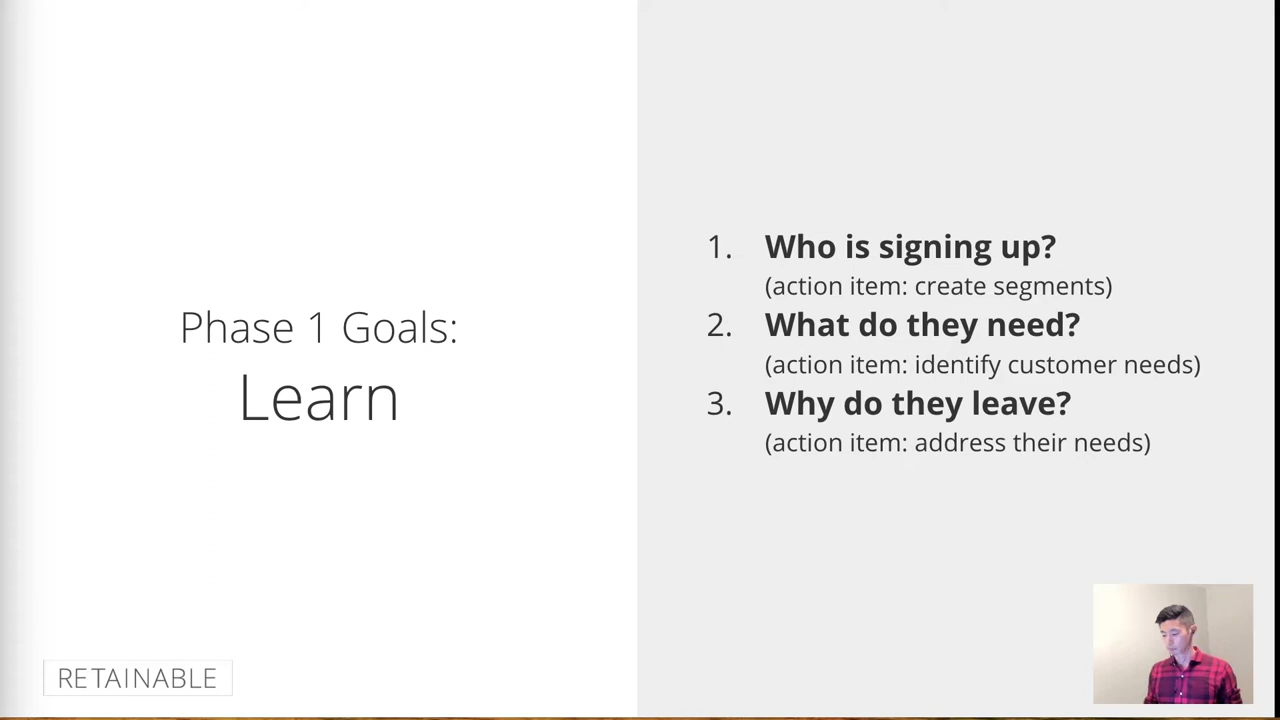 Phase 1 Goals:
Learn
1. Who is signing up?
(action item: create segments)
2. What do they need?
(action item: identify customer needs)
3. Why do they leave?
(action item: address their needs)
RETAINABLE